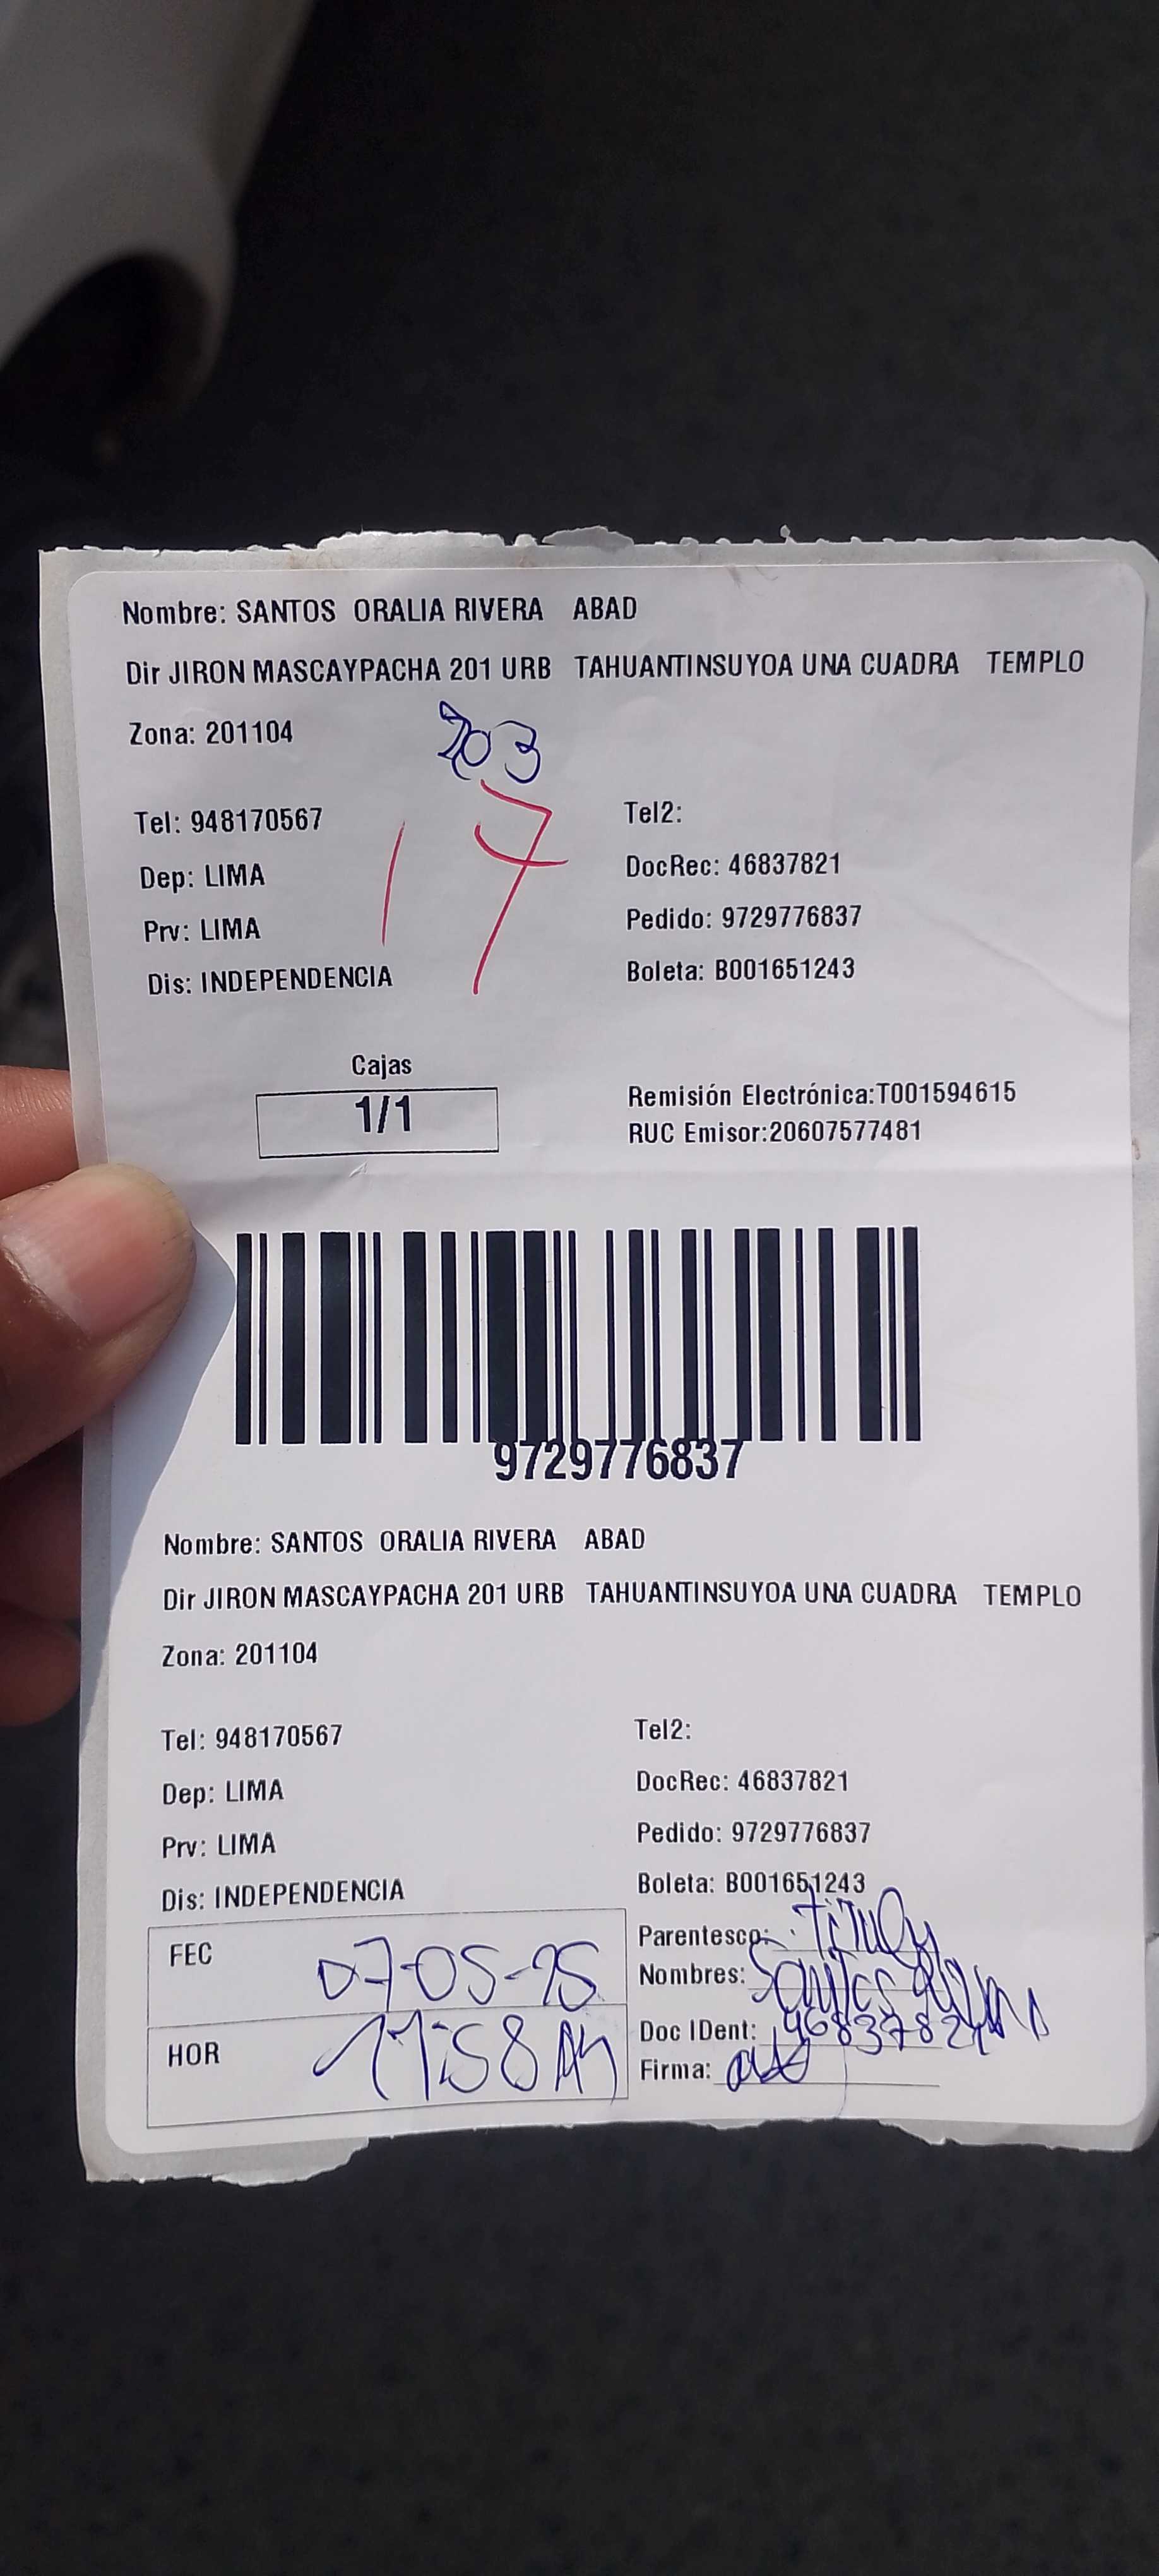 Nombre: SANTOS ORALIA RIVERA ABAD
Dir JIRON MASCAYPACHA 201 URB TAHUANTINSUYOA UNA CUADRA TEMPLO
Zona: 201104
203
Tel: 948170567
Tel2:
17
Dep: LIMA
DocRec: 46837821
Prv: LIMA
Pedido: 9729776837
Dis: INDEPENDENCIA
Boleta: B001651243
Cajas
1/1
Remisión Electrónica:T001594615
RUC Emisor:20607577481
9729776837
Nombre: SANTOS ORALIA RIVERA ABAD
Dir JIRON MASCAYPACHA 201 URB TAHUANTINSUYOA UNA CUADRA TEMPLO
Zona: 201104
Tel: 948170567
Tel2:
Dep: LIMA
DocRec: 46837821
Prv: LIMA
Pedido: 9729776837
Dis: INDEPENDENCIA
Boleta: B001651243
FEC 07-05-25
Parentesco:
Nombres: Santos
HOR 11:58 AM
Doc IDent: 46837821
Firma: